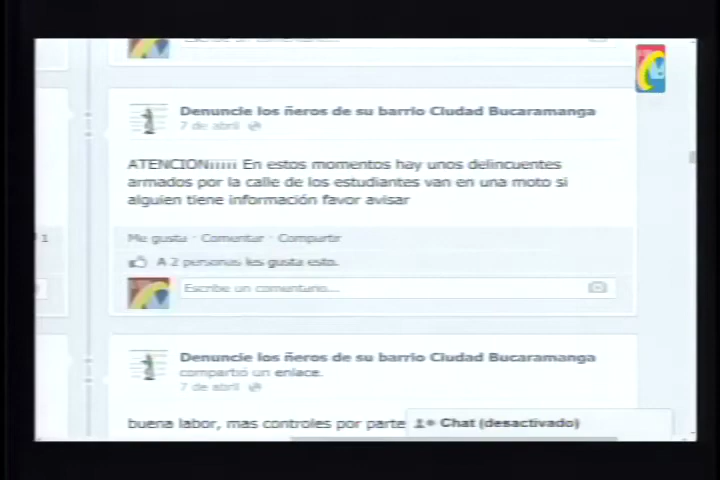 Denuncie los ñeros de su barrio Ciudad Bucaramanga
7 de abril
ATENCION¡¡¡¡¡ En estos momentos hay unos delincuentes
armados por la calle de los estudiantes van en una moto si
alguien tiene información favor avisar
1
Me gusta · Comentar · Compartir
A 2 personas les gusta esto.
Escribe un comentario...
Denuncie los ñeros de su barrio Ciudad Bucaramanga
compartió un enlace.
7 de abril
buena labor, mas controles por parte
Chat (desactivado)